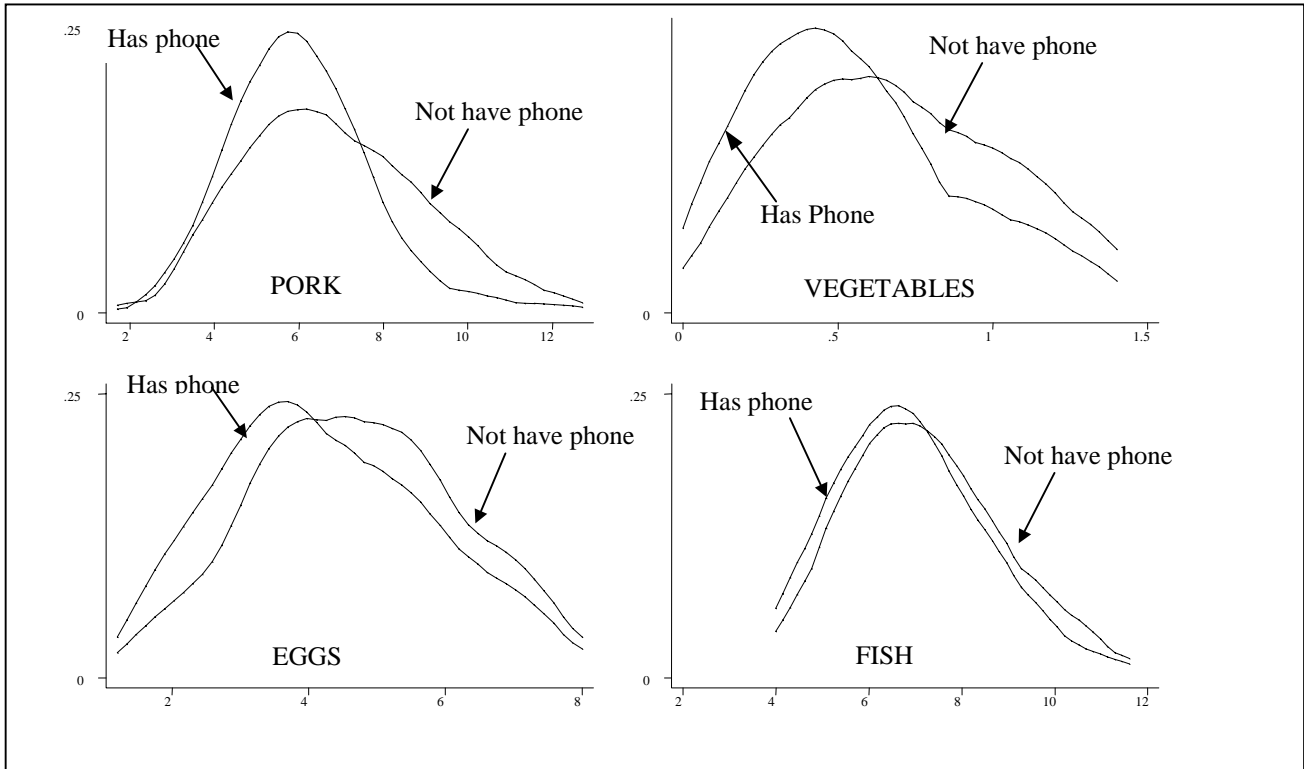 .25
Has phone
Not have phone
PORK
0
2 4 6 8 10 12
.25
Not have phone
Has Phone
VEGETABLES
0
0 .5 1 1.5
.25
Has phone
Not have phone
EGGS
0
2 4 6 8
.25
Has phone
Not have phone
FISH
0
2 4 6 8 10 12